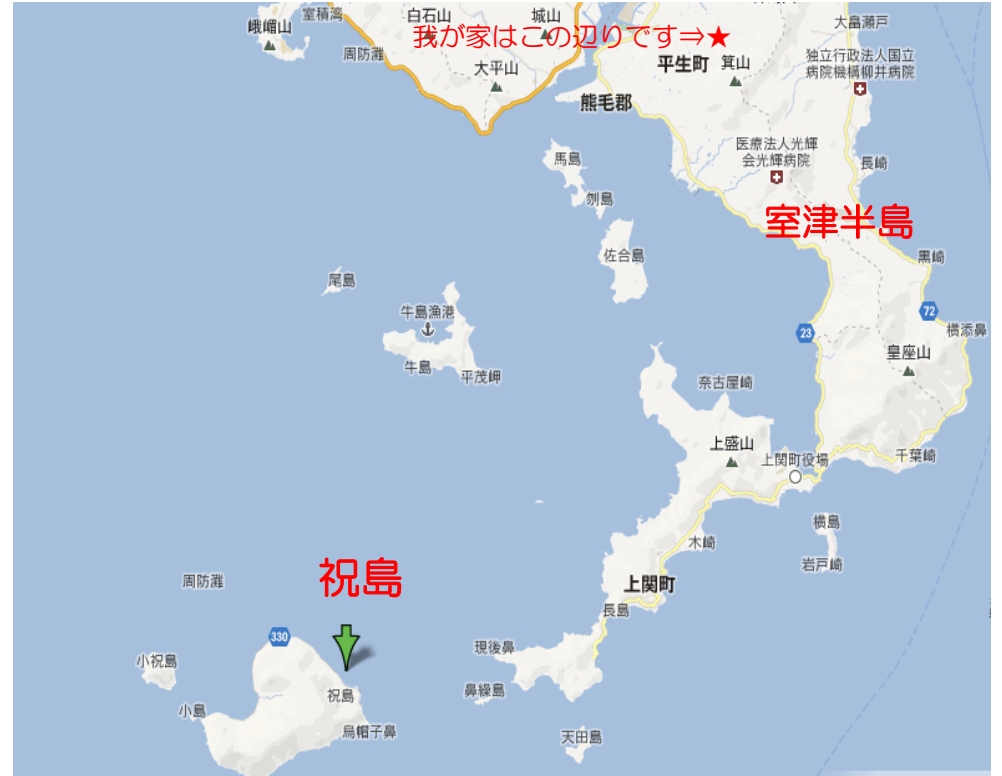 室積湾
白石山
城山
大畠瀬戸
峨嵋山
我が家はこの辺りです⇒★
周防灘
大平山
平生町
箕山
独立行政法人国立
病院機構柳井病院
熊毛郡
医療法人光輝
会光輝病院
馬島
長崎
刎島
室津半島
佐合島
黒崎
尾島
牛島漁港
72
横添鼻
23
皇座山
牛島
平茂岬
奈古屋崎
上盛山
上関町役場
千葉崎
横島
木崎
岩戸崎
祝島
周防灘
上関町
長島
330
現後鼻
小祝島
鼻繰島
祝島
小島
烏帽子鼻
天田島